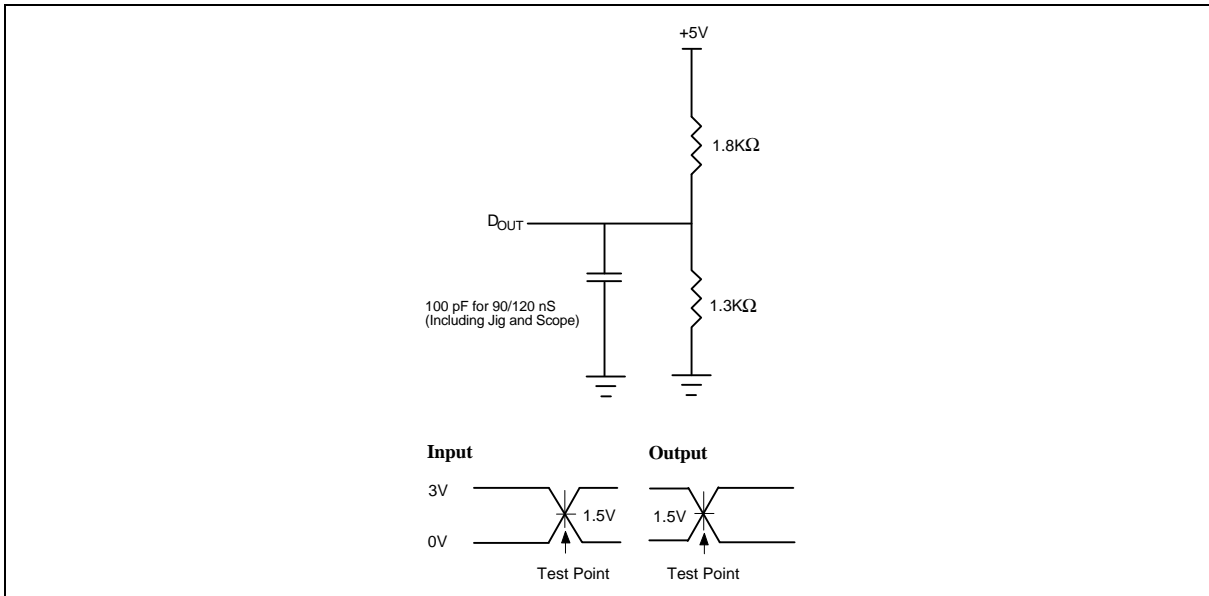 +5V
1.8KΩ
DOUT
100 pF for 90/120 nS
(Including Jig and Scope)
1.3KΩ
Input
Output
3V
1.5V
1.5V
0V
Test Point
Test Point